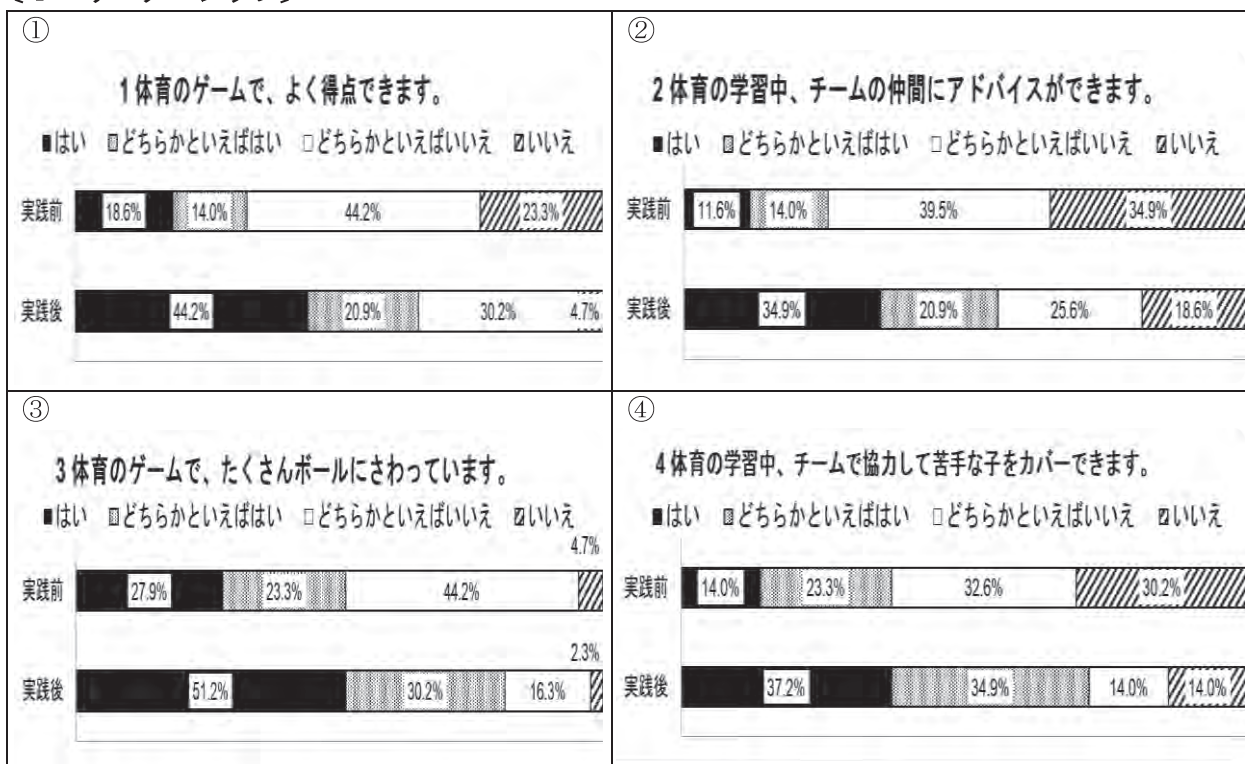 ①
1体育のゲームで、よく得点できます。
■はい ▥どちらかといえばはい □どちらかといえばいいえ ▨いいえ
実践前 18.6% 14.0% 44.2% 23.3%
実践後 44.2% 20.9% 30.2% 4.7%
②
2体育の学習中、チームの仲間にアドバイスができます。
■はい ▥どちらかといえばはい □どちらかといえばいいえ ▨いいえ
実践前 11.6% 14.0% 39.5% 34.9%
実践後 34.9% 20.9% 25.6% 18.6%
③
3体育のゲームで、たくさんボールにさわっています。
■はい ▥どちらかといえばはい □どちらかといえばいいえ ▨いいえ
4.7%
実践前 27.9% 23.3% 44.2%
2.3%
実践後 51.2% 30.2% 16.3%
④
4体育の学習中、チームで協力して苦手な子をカバーできます。
■はい ▥どちらかといえばはい □どちらかといえばいいえ ▨いいえ
実践前 14.0% 23.3% 32.6% 30.2%
実践後 37.2% 34.9% 14.0% 14.0%